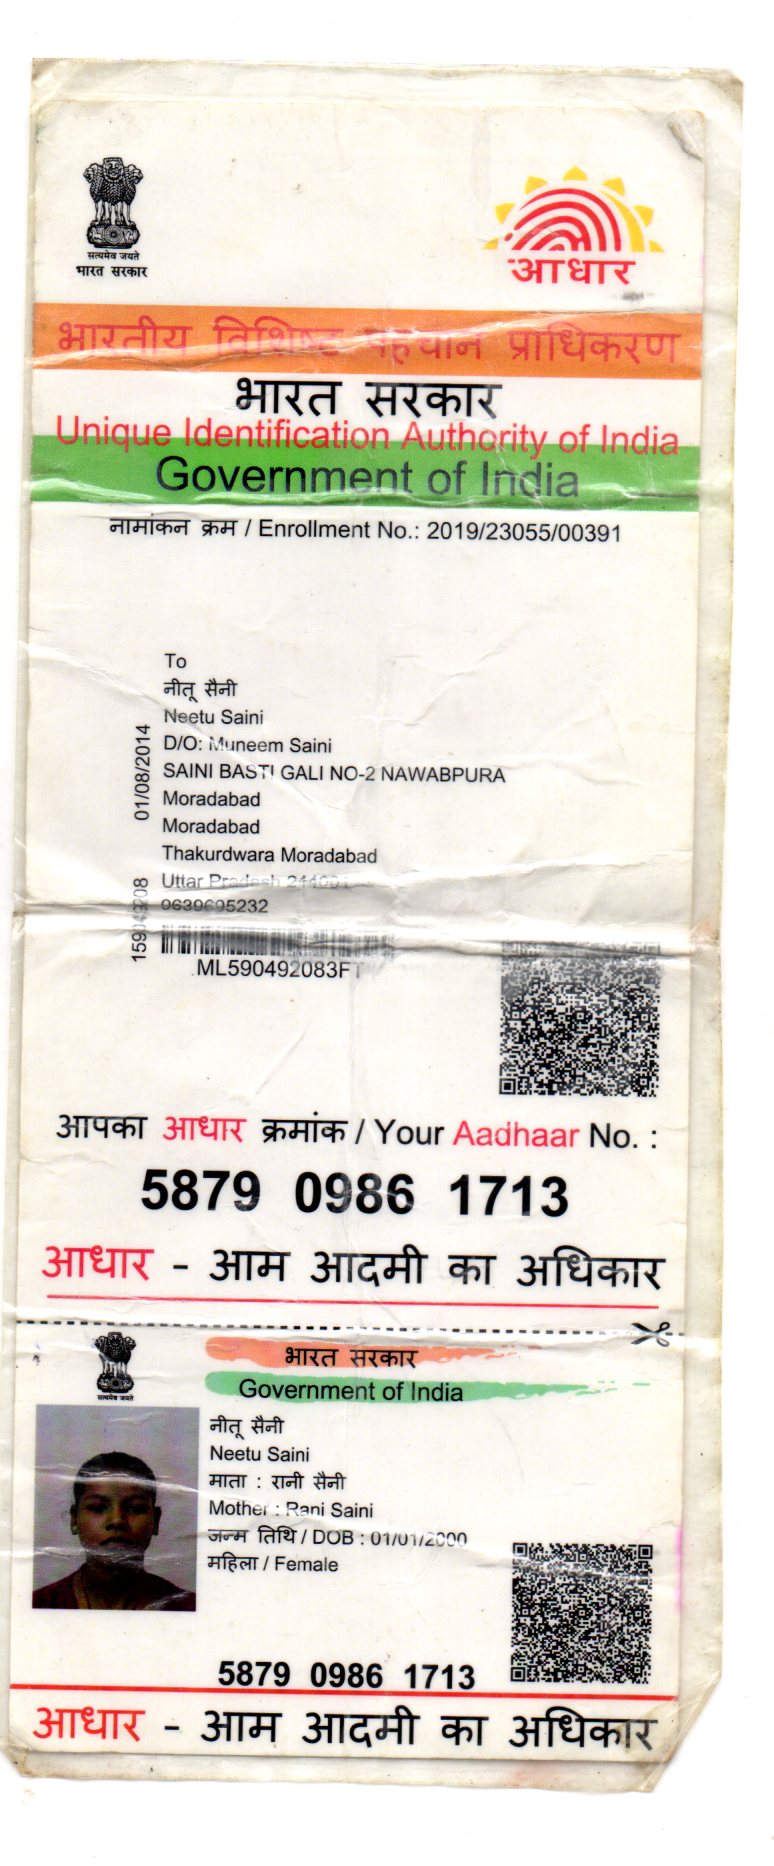 सत्यमेव जयते
भारत सरकार
आधार
भारतीय विशिष्ट पहचान प्राधिकरण
भारत सरकार
Unique Identification Authority of India
Government of India
नामांकन क्रम / Enrollment No.: 2019/23055/00391
To
नीतू सैनी
Neetu Saini
D/O: Muneem Saini
SAINI BASTI GALI NO-2 NAWABPURA
Moradabad
Moradabad
Thakurdwara Moradabad
Uttar Pradesh
9639695232
01/08/2014
आपका आधार क्रमांक / Your Aadhaar No. :
5879 0986 1713
आधार - आम आदमी का अधिकार
सत्यमेव जयते
भारत सरकार
Government of India
नीतू सैनी
Neetu Saini
माता : रानी सैनी
Mother : Rani Saini
जन्म तिथि / DOB : 01/01/2000
महिला / Female
5879 0986 1713
आधार - आम आदमी का अधिकार